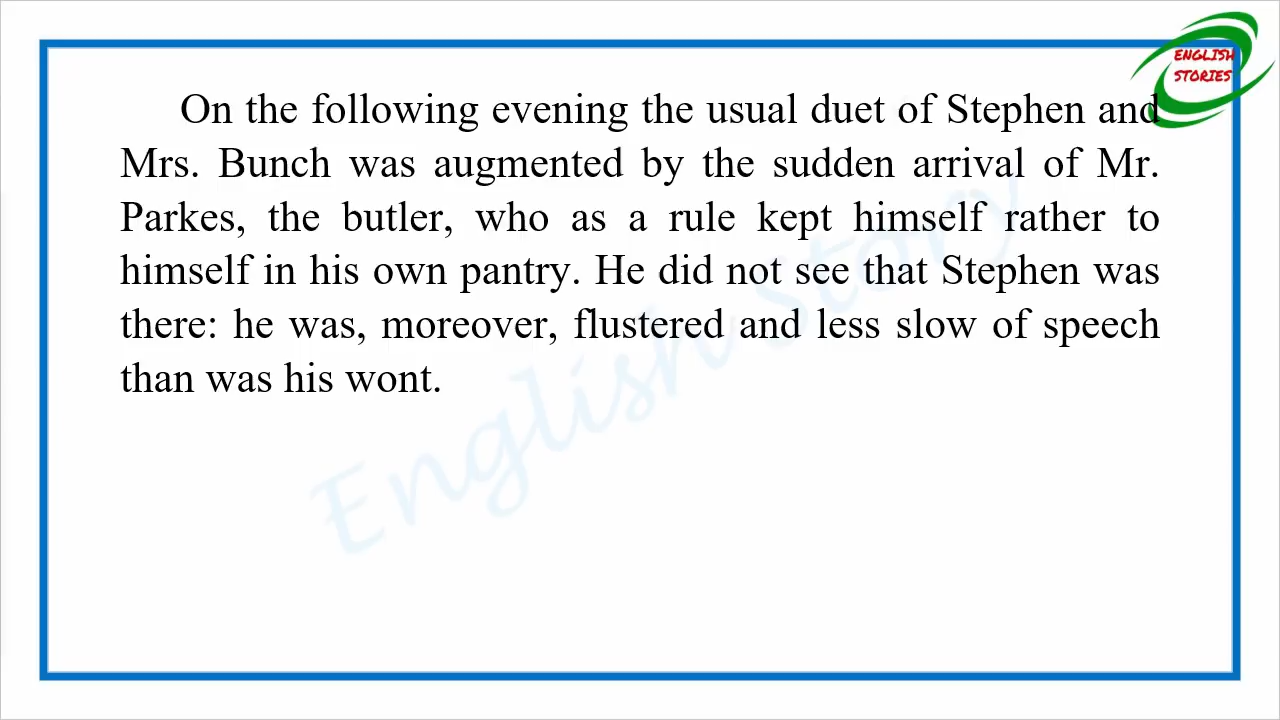 ENGLISH
STORIES
On the following evening the usual duet of Stephen and
Mrs. Bunch was augmented by the sudden arrival of Mr.
Parkes, the butler, who as a rule kept himself rather to
himself in his own pantry. He did not see that Stephen was
there: he was, moreover, flustered and less slow of speech
than was his wont.
English Story